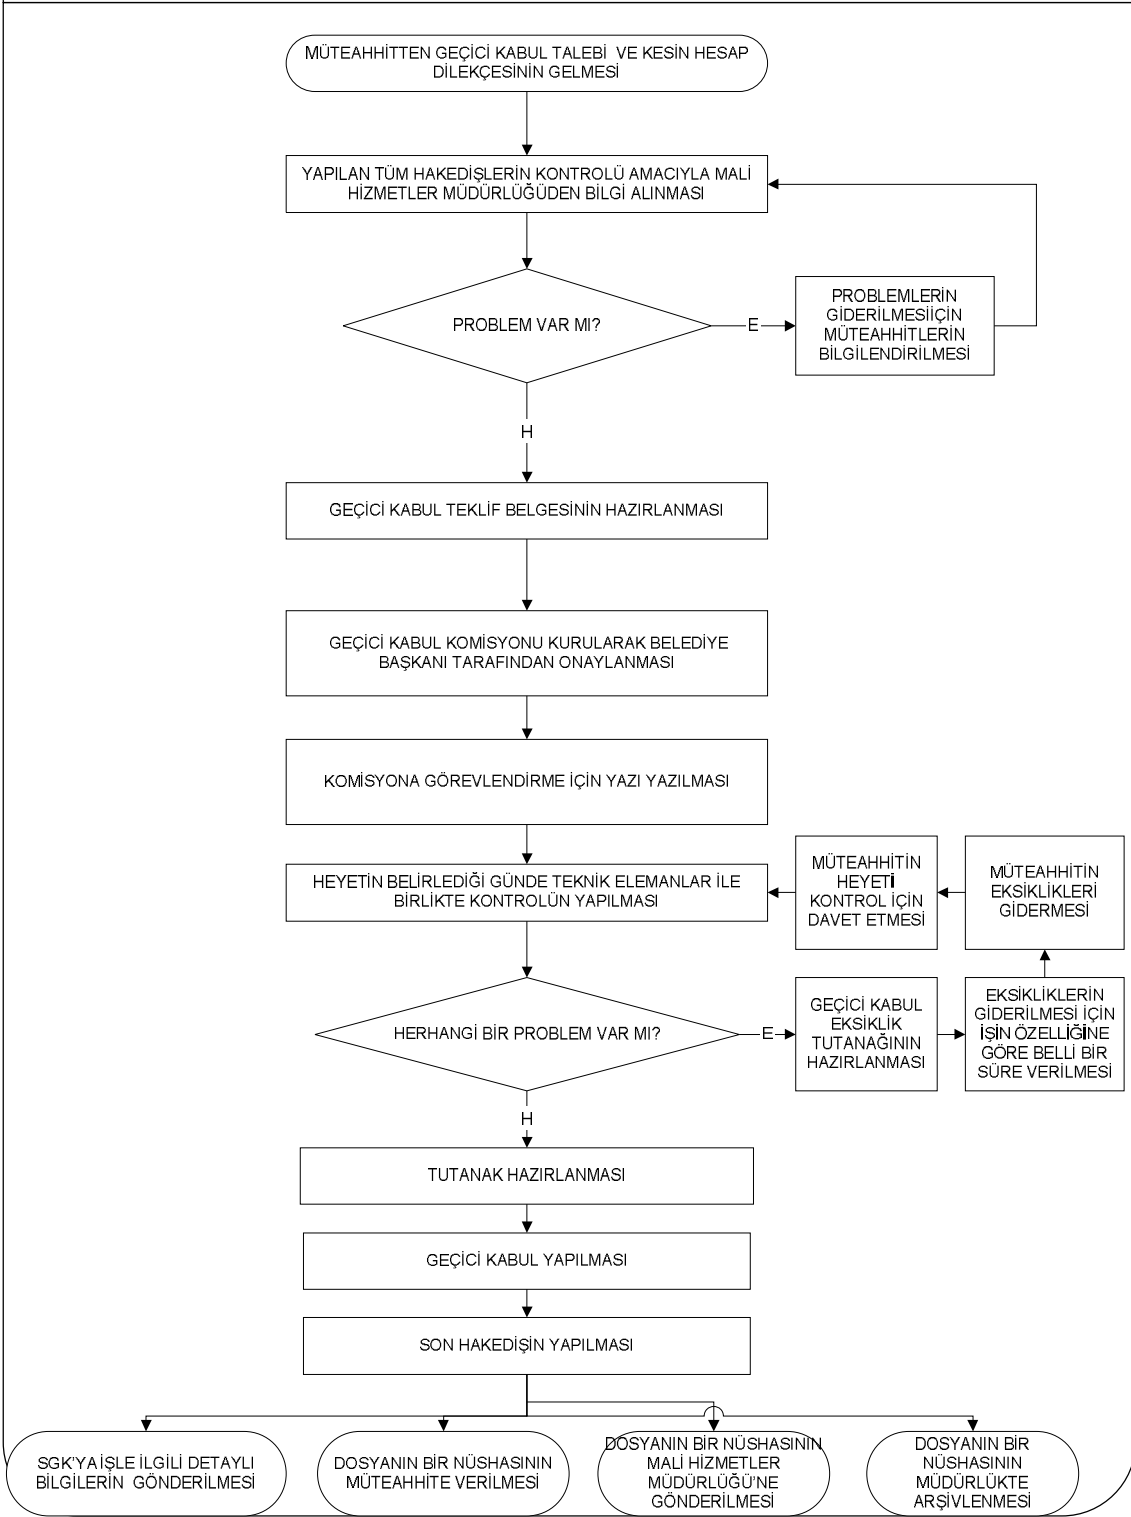 MÜTEAHHİTTEN GEÇİCİ KABUL TALEBİ VE KESİN HESAP
DİLEKÇESİNİN GELMESİ
YAPILAN TÜM HAKEDİŞLERİN KONTROLÜ AMACIYLA MALİ
HİZMETLER MÜDÜRLÜĞÜDEN BİLGİ ALINMASI
PROBLEM VAR MI?
E
PROBLEMLERİN
GİDERİLMESİİÇİN
MÜTEAHHİTLERİN
BİLGİLENDİRİLMESİ
H
GEÇİCİ KABUL TEKLİF BELGESİNİN HAZIRLANMASI
GEÇİCİ KABUL KOMİSYONU KURULARAK BELEDİYE
BAŞKANI TARAFINDAN ONAYLANMASI
KOMİSYONA GÖREVLENDİRME İÇİN YAZI YAZILMASI
HEYETİN BELİRLEDİĞİ GÜNDE TEKNİK ELEMANLAR İLE
BİRLİKTE KONTROLÜN YAPILMASI
MÜTEAHHİTİN
HEYETİ
KONTROL İÇİN
DAVET ETMESİ
MÜTEAHHİTİN
EKSİKLİKLERİ
GİDERMESİ
HERHANGİ BİR PROBLEM VAR MI?
E
GEÇİCİ KABUL
EKSİKLİK
TUTANAĞININ
HAZIRLANMASI
EKSİKLİKLERİN
GİDERİLMESİ İÇİN
İŞİN ÖZELLİĞİNE
GÖRE BELLİ BİR
SÜRE VERİLMESİ
H
TUTANAK HAZIRLANMASI
GEÇİCİ KABUL YAPILMASI
SON HAKEDİŞİN YAPILMASI
SGK'YA İŞLE İLGİLİ DETAYLI
BİLGİLERİN GÖNDERİLMESİ
DOSYANIN BİR NÜSHASININ
MÜTEAHHİTE VERİLMESİ
DOSYANIN BİR NÜSHASININ
MALİ HİZMETLER
MÜDÜRLÜĞÜ'NE
GÖNDERİLMESİ
DOSYANIN BİR
NÜSHASININ
MÜDÜRLÜKTE
ARŞİVLENMESİ